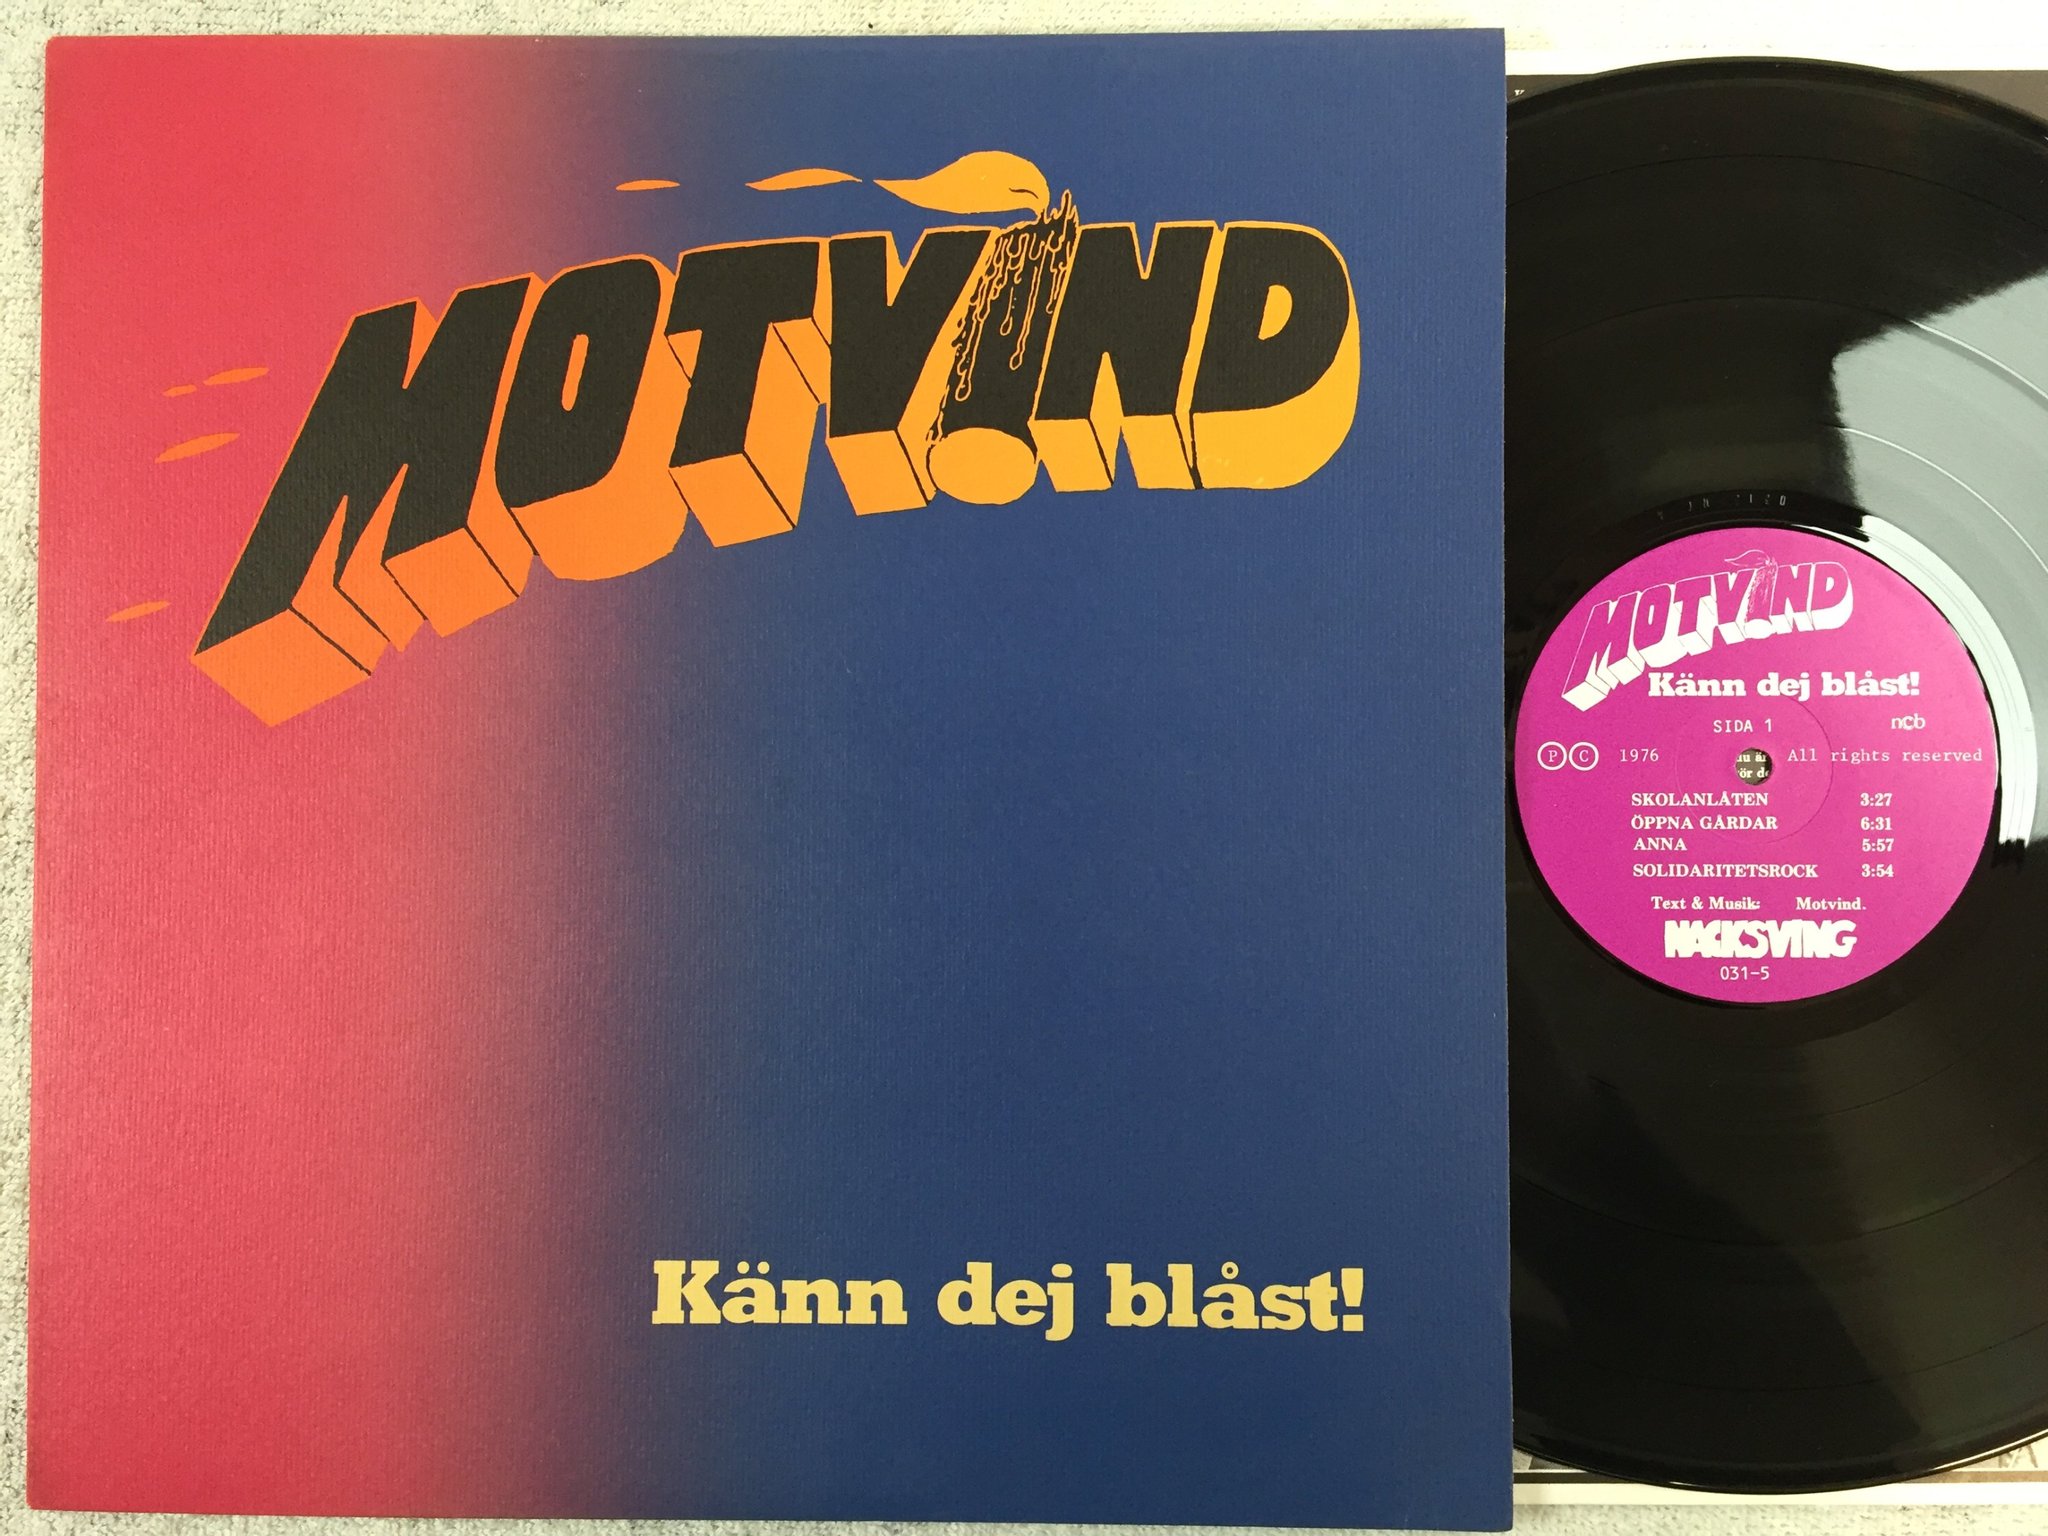 MOTVIND
Känn dej blåst!
MOTVIND
Känn dej blåst!
SIDA 1
ncb
P C 1976 All rights reserved
SKOLANLÅTEN 3:27
ÖPPNA GÅRDAR 6:31
ANNA 5:57
SOLIDARITETSROCK 3:54
Text & Musik: Motvind.
NACKSVING
031-5